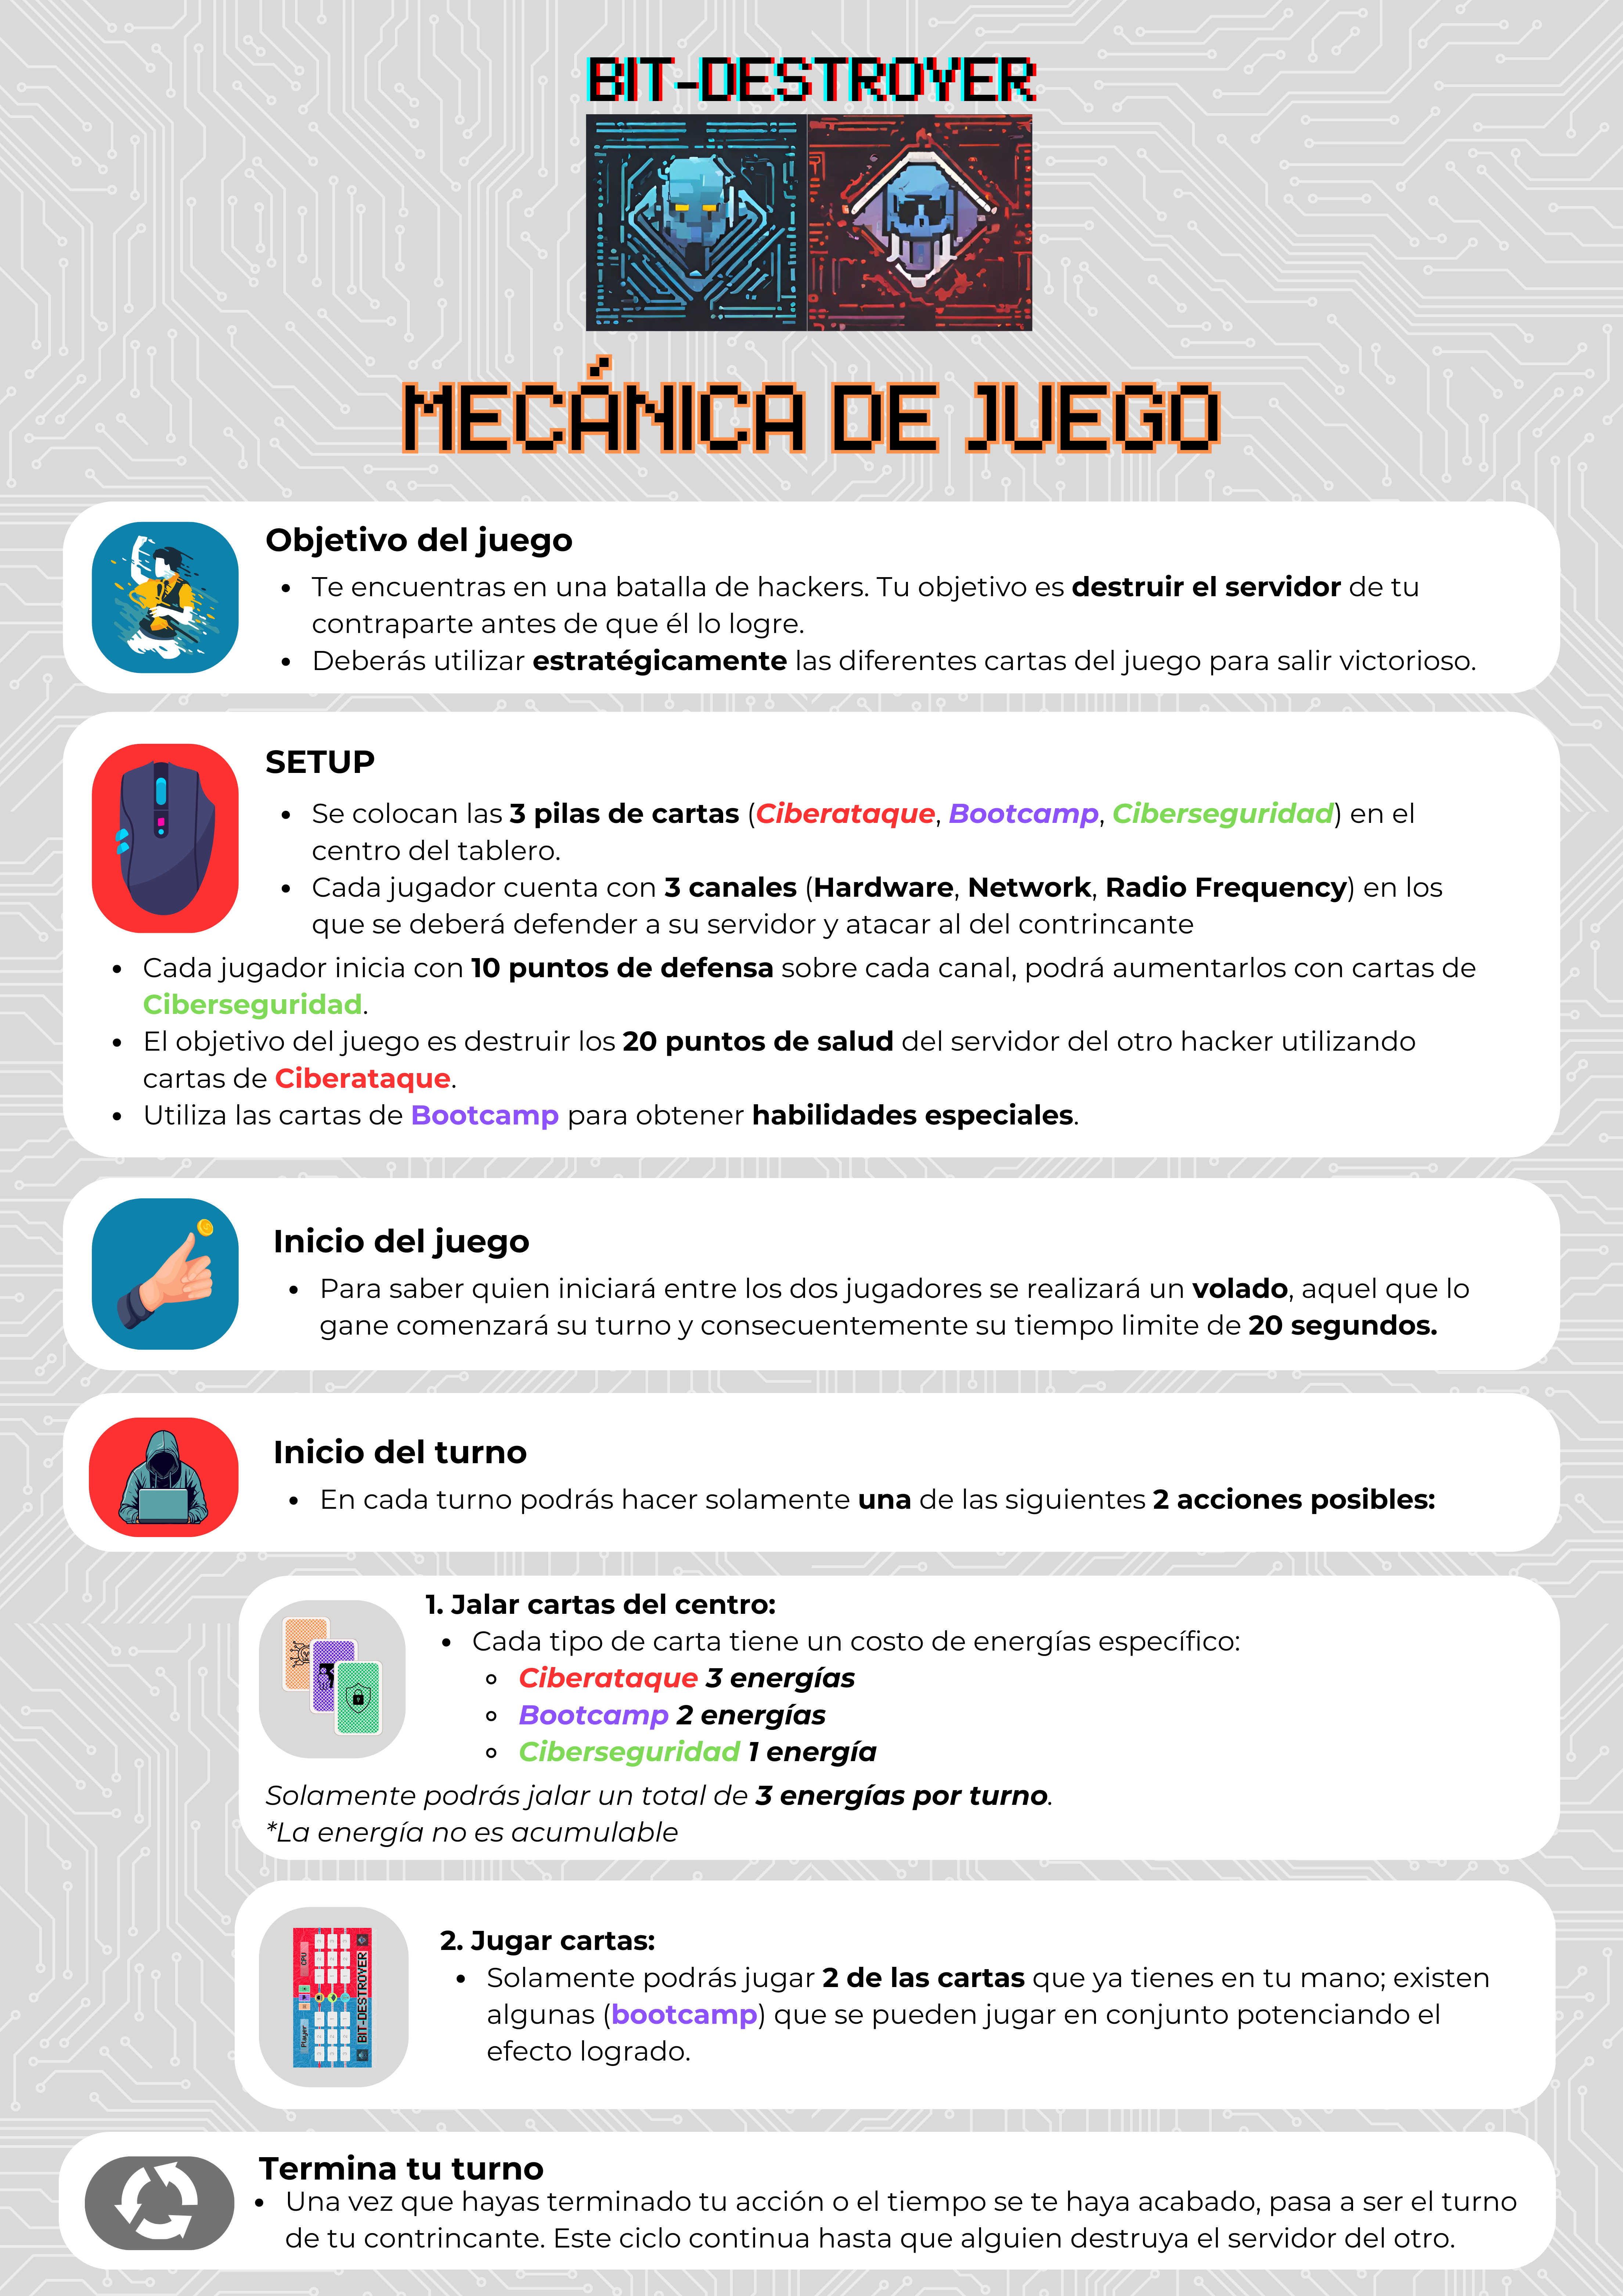 BIT-DESTROYER
MECÁNICA DE JUEGO
Objetivo del juego
• Te encuentras en una batalla de hackers. Tu objetivo es destruir el servidor de tu
contraparte antes de que él lo logre.
• Deberás utilizar estratégicamente las diferentes cartas del juego para salir victorioso.
SETUP
• Se colocan las 3 pilas de cartas (Ciberataque, Bootcamp, Ciberseguridad) en el
centro del tablero.
• Cada jugador cuenta con 3 canales (Hardware, Network, Radio Frequency) en los
que se deberá defender a su servidor y atacar al del contrincante
• Cada jugador inicia con 10 puntos de defensa sobre cada canal, podrá aumentarlos con cartas de
Ciberseguridad.
• El objetivo del juego es destruir los 20 puntos de salud del servidor del otro hacker utilizando
cartas de Ciberataque.
• Utiliza las cartas de Bootcamp para obtener habilidades especiales.
Inicio del juego
• Para saber quien iniciará entre los dos jugadores se realizará un volado, aquel que lo
gane comenzará su turno y consecuentemente su tiempo limite de 20 segundos.
Inicio del turno
• En cada turno podrás hacer solamente una de las siguientes 2 acciones posibles:
1. Jalar cartas del centro:
• Cada tipo de carta tiene un costo de energías específico:
◦ Ciberataque 3 energías
◦ Bootcamp 2 energías
◦ Ciberseguridad 1 energía
Solamente podrás jalar un total de 3 energías por turno.
*La energía no es acumulable
CPU
Player
BIT-DESTROYER
2. Jugar cartas:
• Solamente podrás jugar 2 de las cartas que ya tienes en tu mano; existen
algunas (bootcamp) que se pueden jugar en conjunto potenciando el
efecto logrado.
Termina tu turno
• Una vez que hayas terminado tu acción o el tiempo se te haya acabado, pasa a ser el turno
de tu contrincante. Este ciclo continua hasta que alguien destruya el servidor del otro.